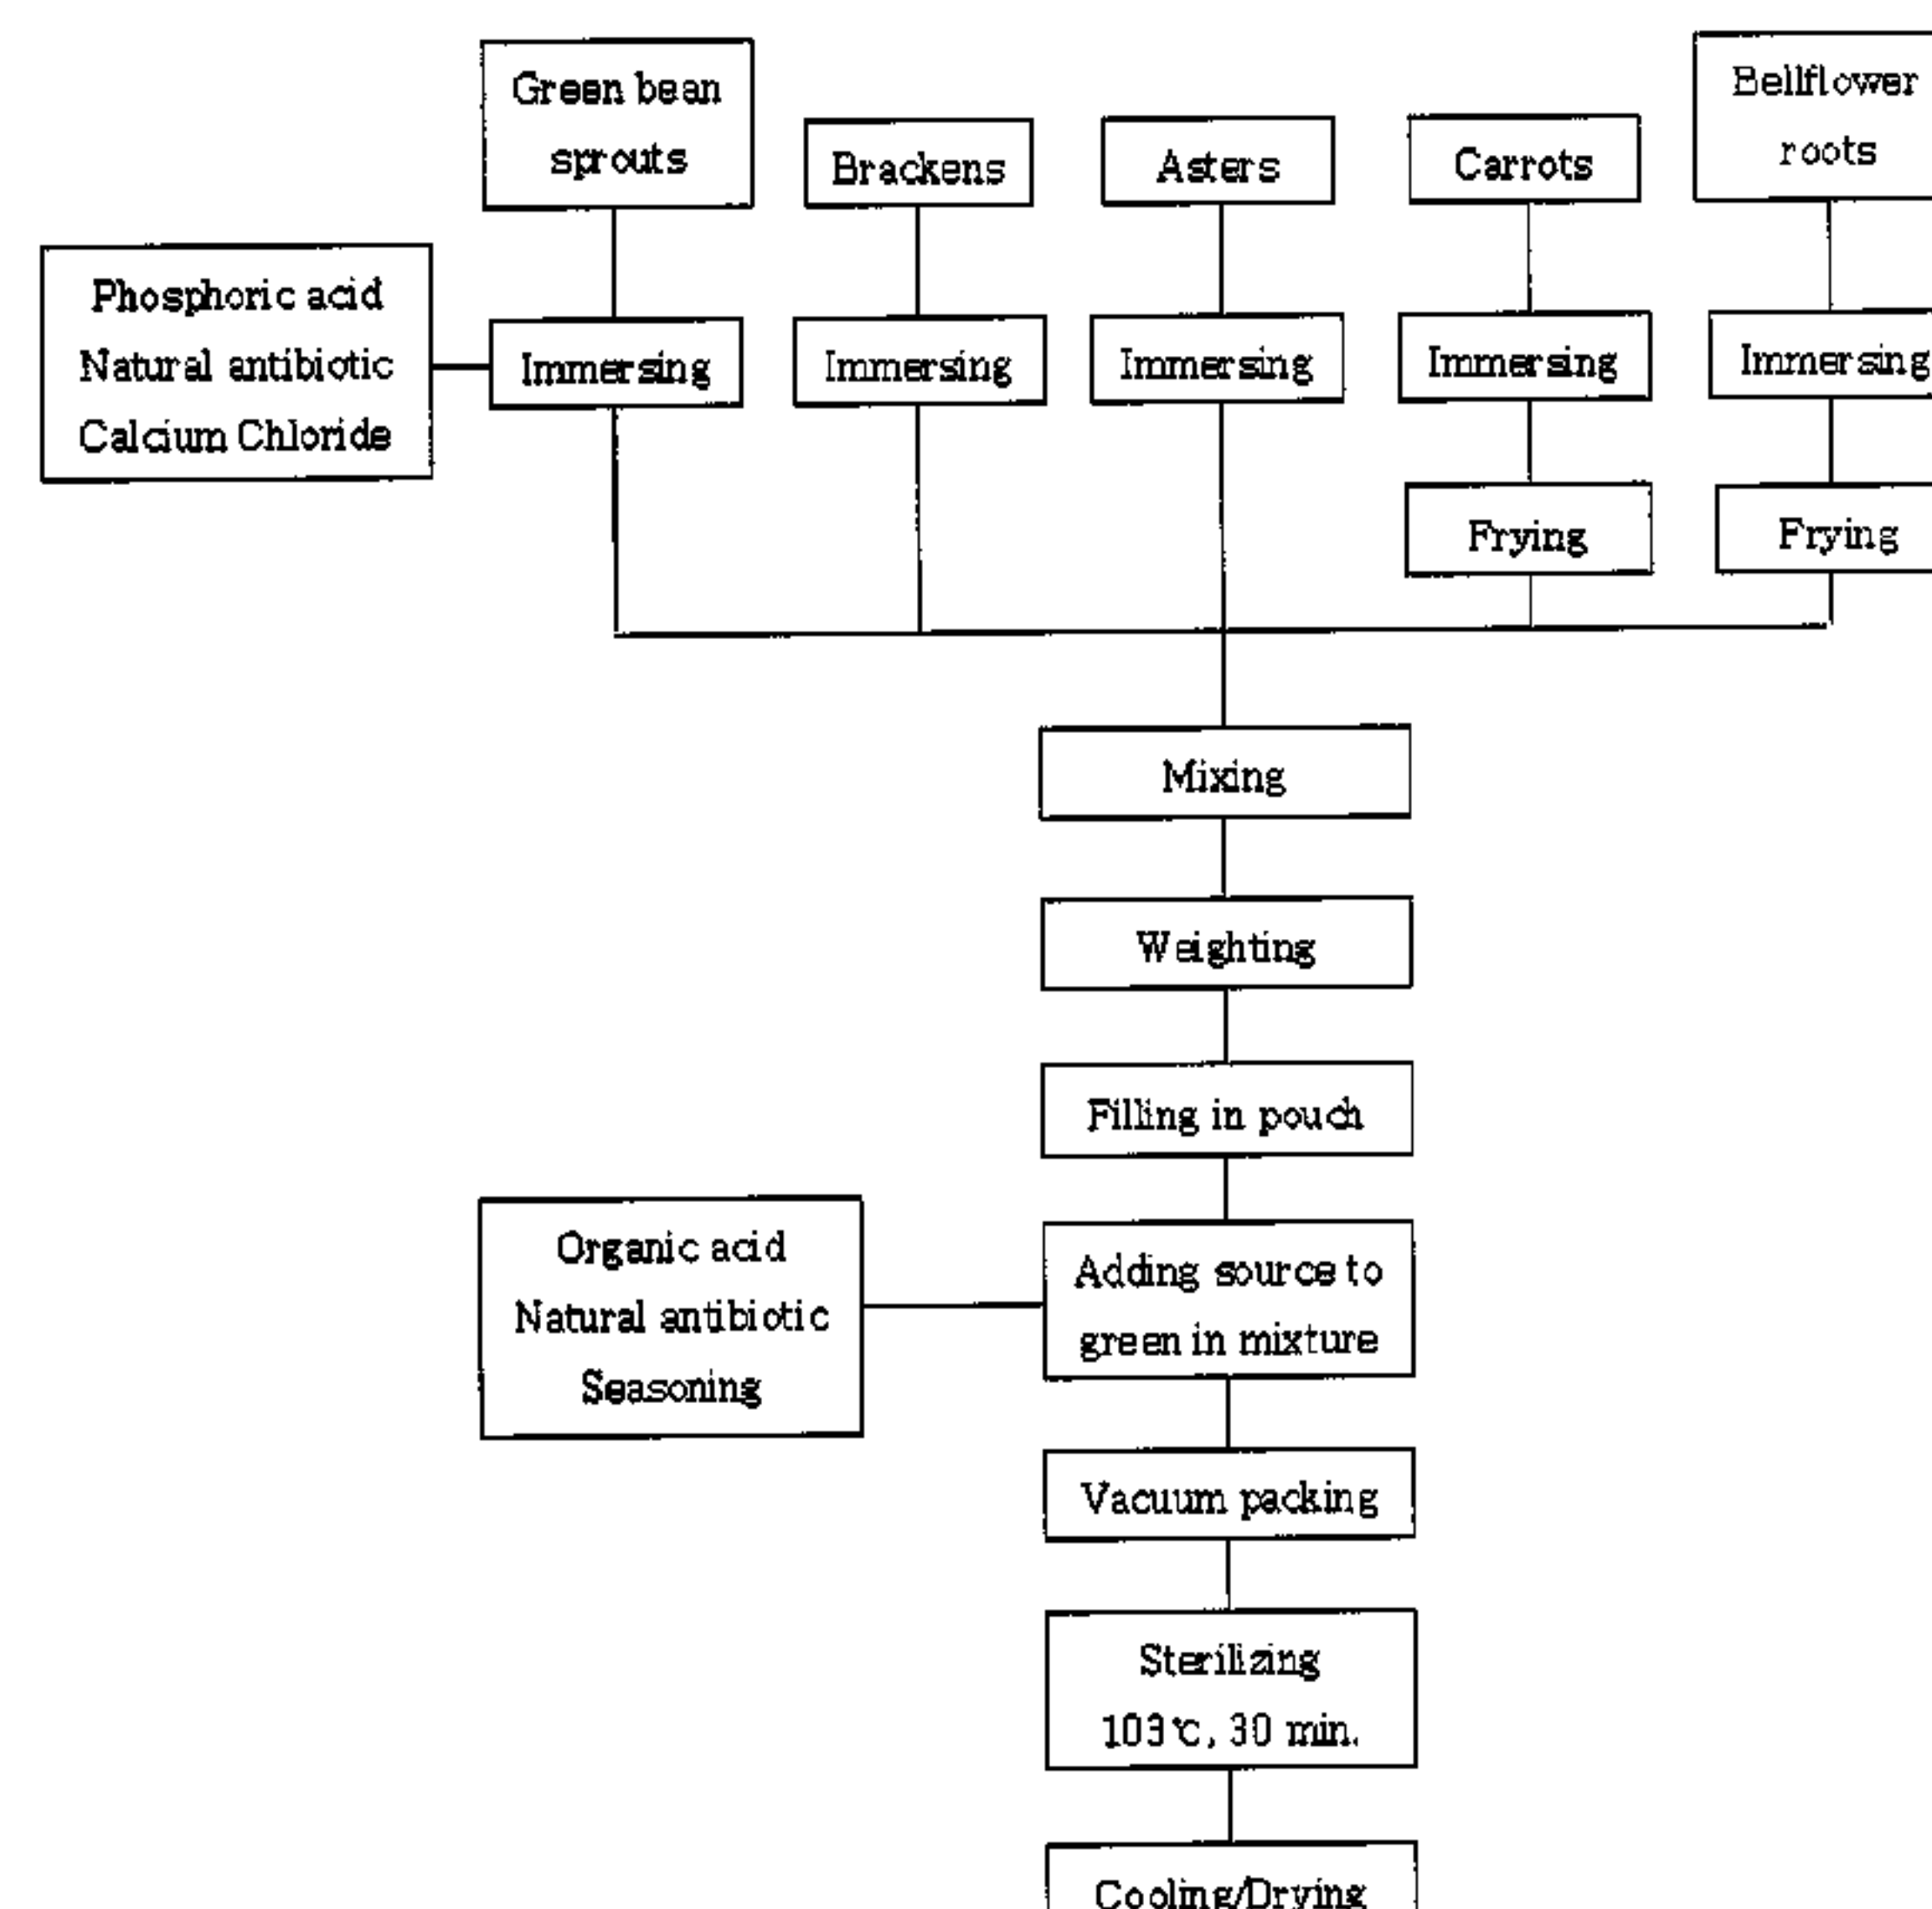 Green bean
sprouts
Brackens
Asters
Carrots
Bellflower
roots
Phosphoric acid
Natural antibiotic
Calcium Chloride
Immersing
Immersing
Immersing
Immersing
Immersing
Frying
Frying
Mixing
Weighting
Filling in pouch
Organic acid
Natural antibiotic
Seasoning
Adding source to
green in mixture
Vacuum packing
Sterilizing
103℃, 30 min.
Cooling/Drying